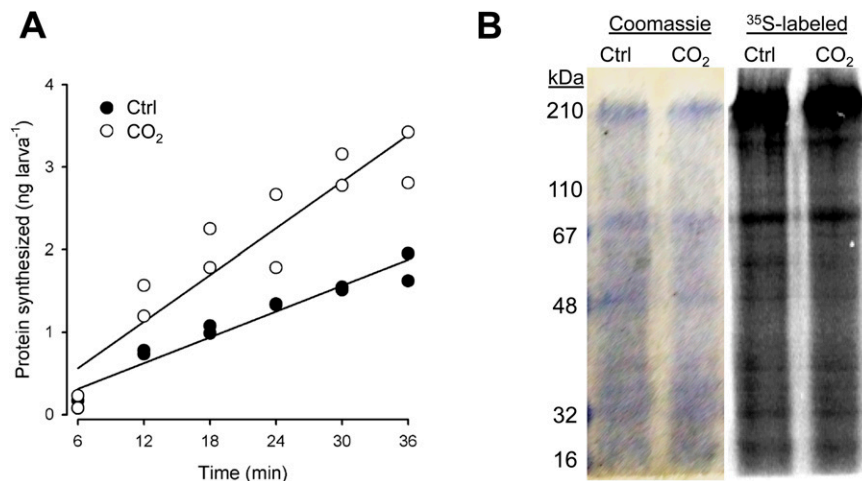 A
Protein synthesized (ng larva⁻¹)
4
3
2
1
0
Ctrl
CO₂
6 12 18 24 30 36
Time (min)
B
Coomassie ³⁵S-labeled
Ctrl CO₂ Ctrl CO₂
kDa
210
110
67
48
32
16